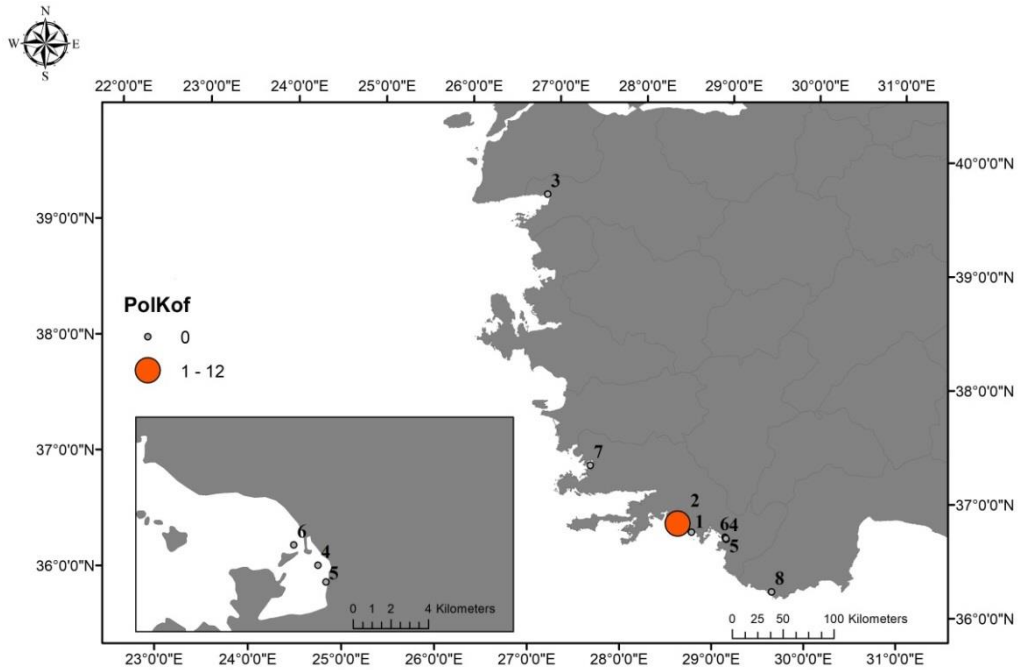 N
W E
S
22°0'0"E 23°0'0"E 24°0'0"E 25°0'0"E 26°0'0"E 27°0'0"E 28°0'0"E 29°0'0"E 30°0'0"E 31°0'0"E
3
40°0'0"N
39°0'0"N
39°0'0"N
PolKof
0
1 - 12
38°0'0"N
38°0'0"N
37°0'0"N
7
2
37°0'0"N
1
64
5
6
4
5
36°0'0"N
8
0 1 2 4 Kilometers
0 25 50 100 Kilometers
36°0'0"N
23°0'0"E 24°0'0"E 25°0'0"E 26°0'0"E 27°0'0"E 28°0'0"E 29°0'0"E 30°0'0"E